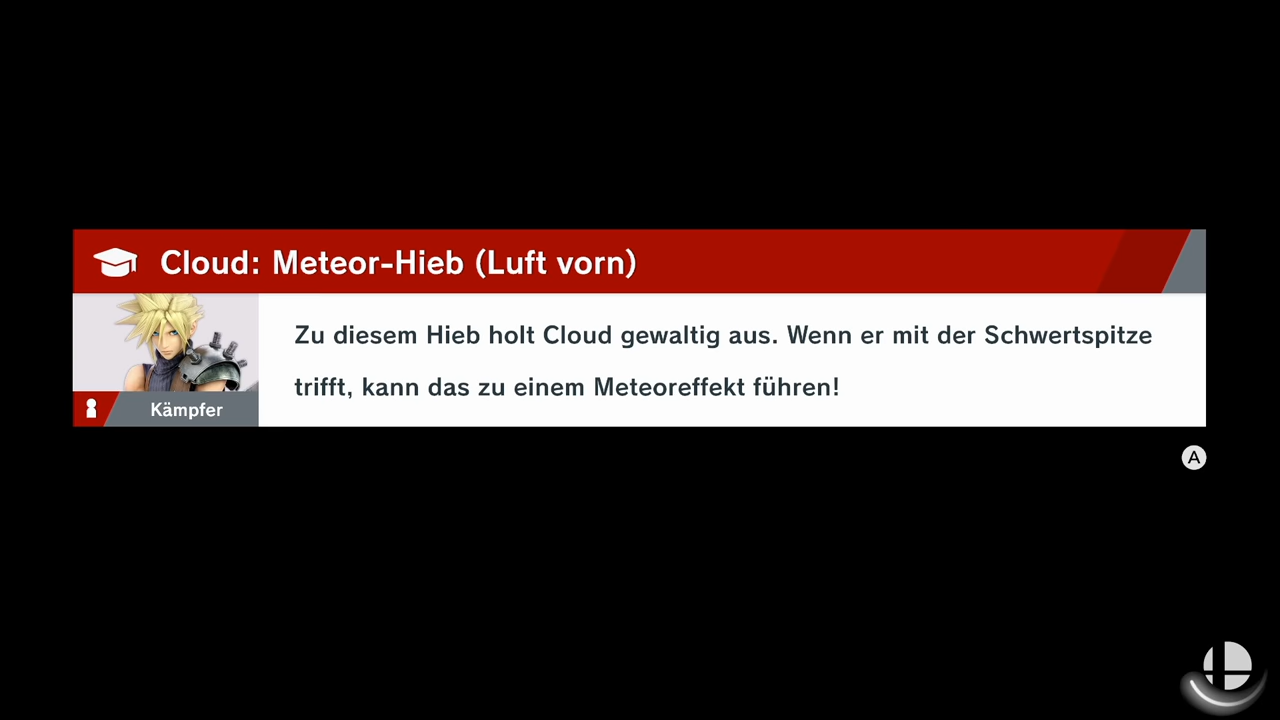 Cloud: Meteor-Hieb (Luft vorn)
Zu diesem Hieb holt Cloud gewaltig aus. Wenn er mit der Schwertspitze
trifft, kann das zu einem Meteoreffekt führen!
Kämpfer
A